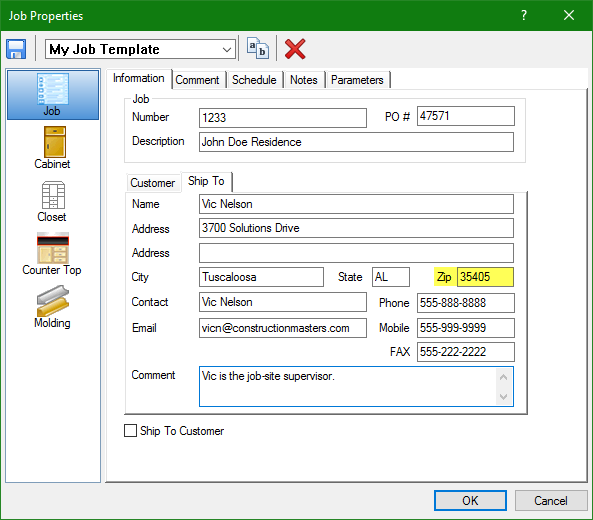 Job Properties
?
My Job Template
a b
Information Comment Schedule Notes Parameters
Job
Cabinet
Closet
Counter Top
Molding
Job
Number 1233 PO # 47571
Description John Doe Residence
Customer Ship To
Name Vic Nelson
Address 3700 Solutions Drive
Address
City Tuscaloosa State AL Zip 35405
Contact Vic Nelson Phone 555-888-8888
Email vicn@constructionmasters.com Mobile 555-999-9999
FAX 555-222-2222
Comment Vic is the job-site supervisor.
Ship To Customer
OK Cancel